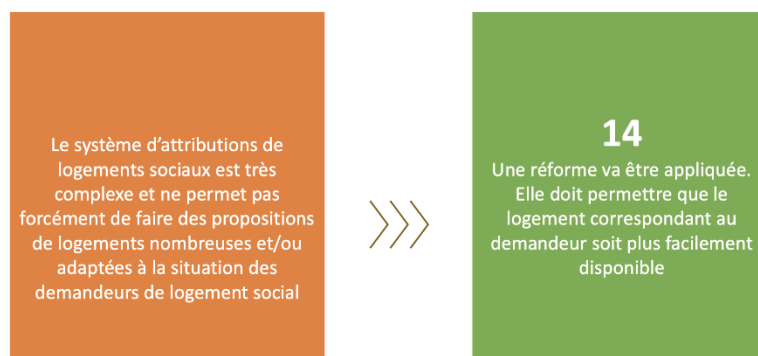 Le système d'attributions de
logements sociaux est très
complexe et ne permet pas
forcément de faire des propositions
de logements nombreuses et/ou
adaptées à la situation des
demandeurs de logement social
14
Une réforme va être appliquée.
Elle doit permettre que le
logement correspondant au
demandeur soit plus facilement
disponible